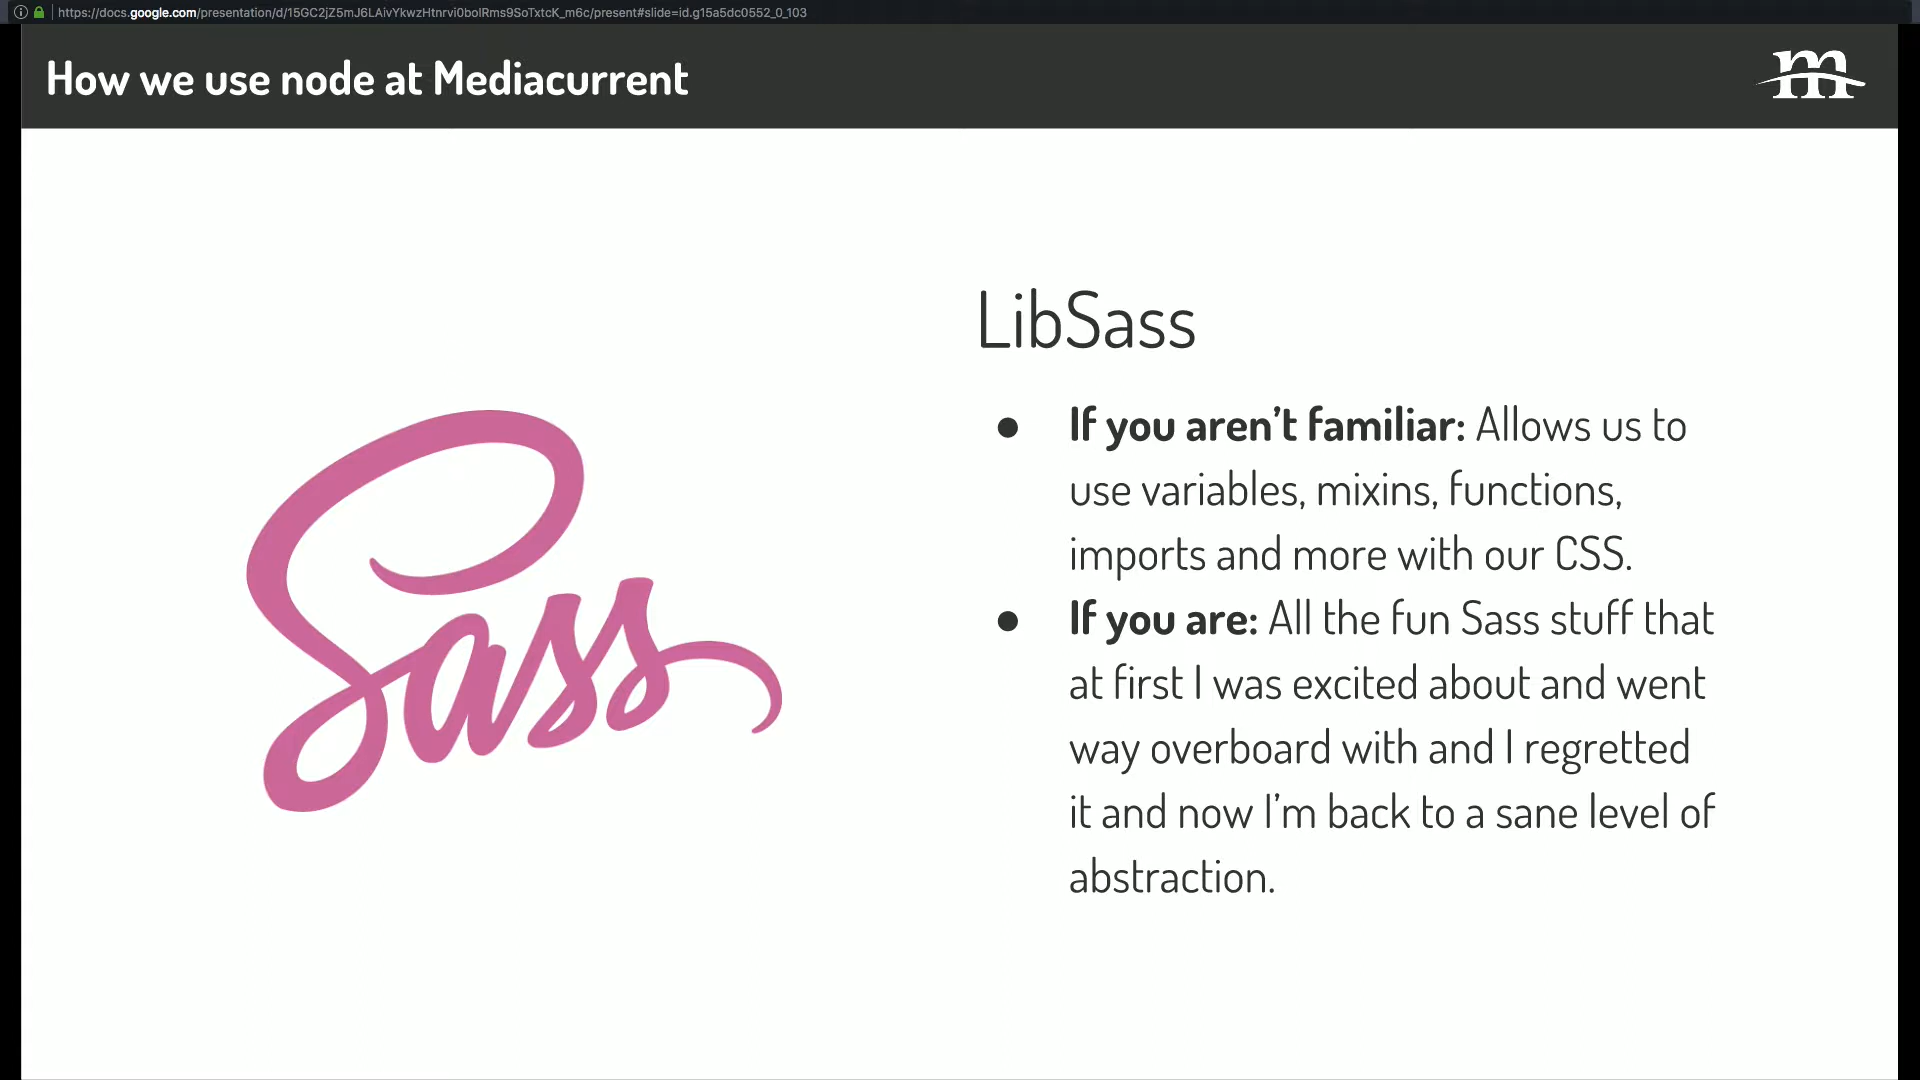 https://docs.google.com/presentation/d/15GC2jZ5mJ6LAivYkwzHtnrvi0bolRms9SoTxtcK_m6c/present#slide=id.g15a5dc0552_0_103
How we use node at Mediacurrent
m
LibSass
● If you aren’t familiar: Allows us to
use variables, mixins, functions,
imports and more with our CSS.
● If you are: All the fun Sass stuff that
at first I was excited about and went
way overboard with and I regretted
it and now I’m back to a sane level of
abstraction.
Sass